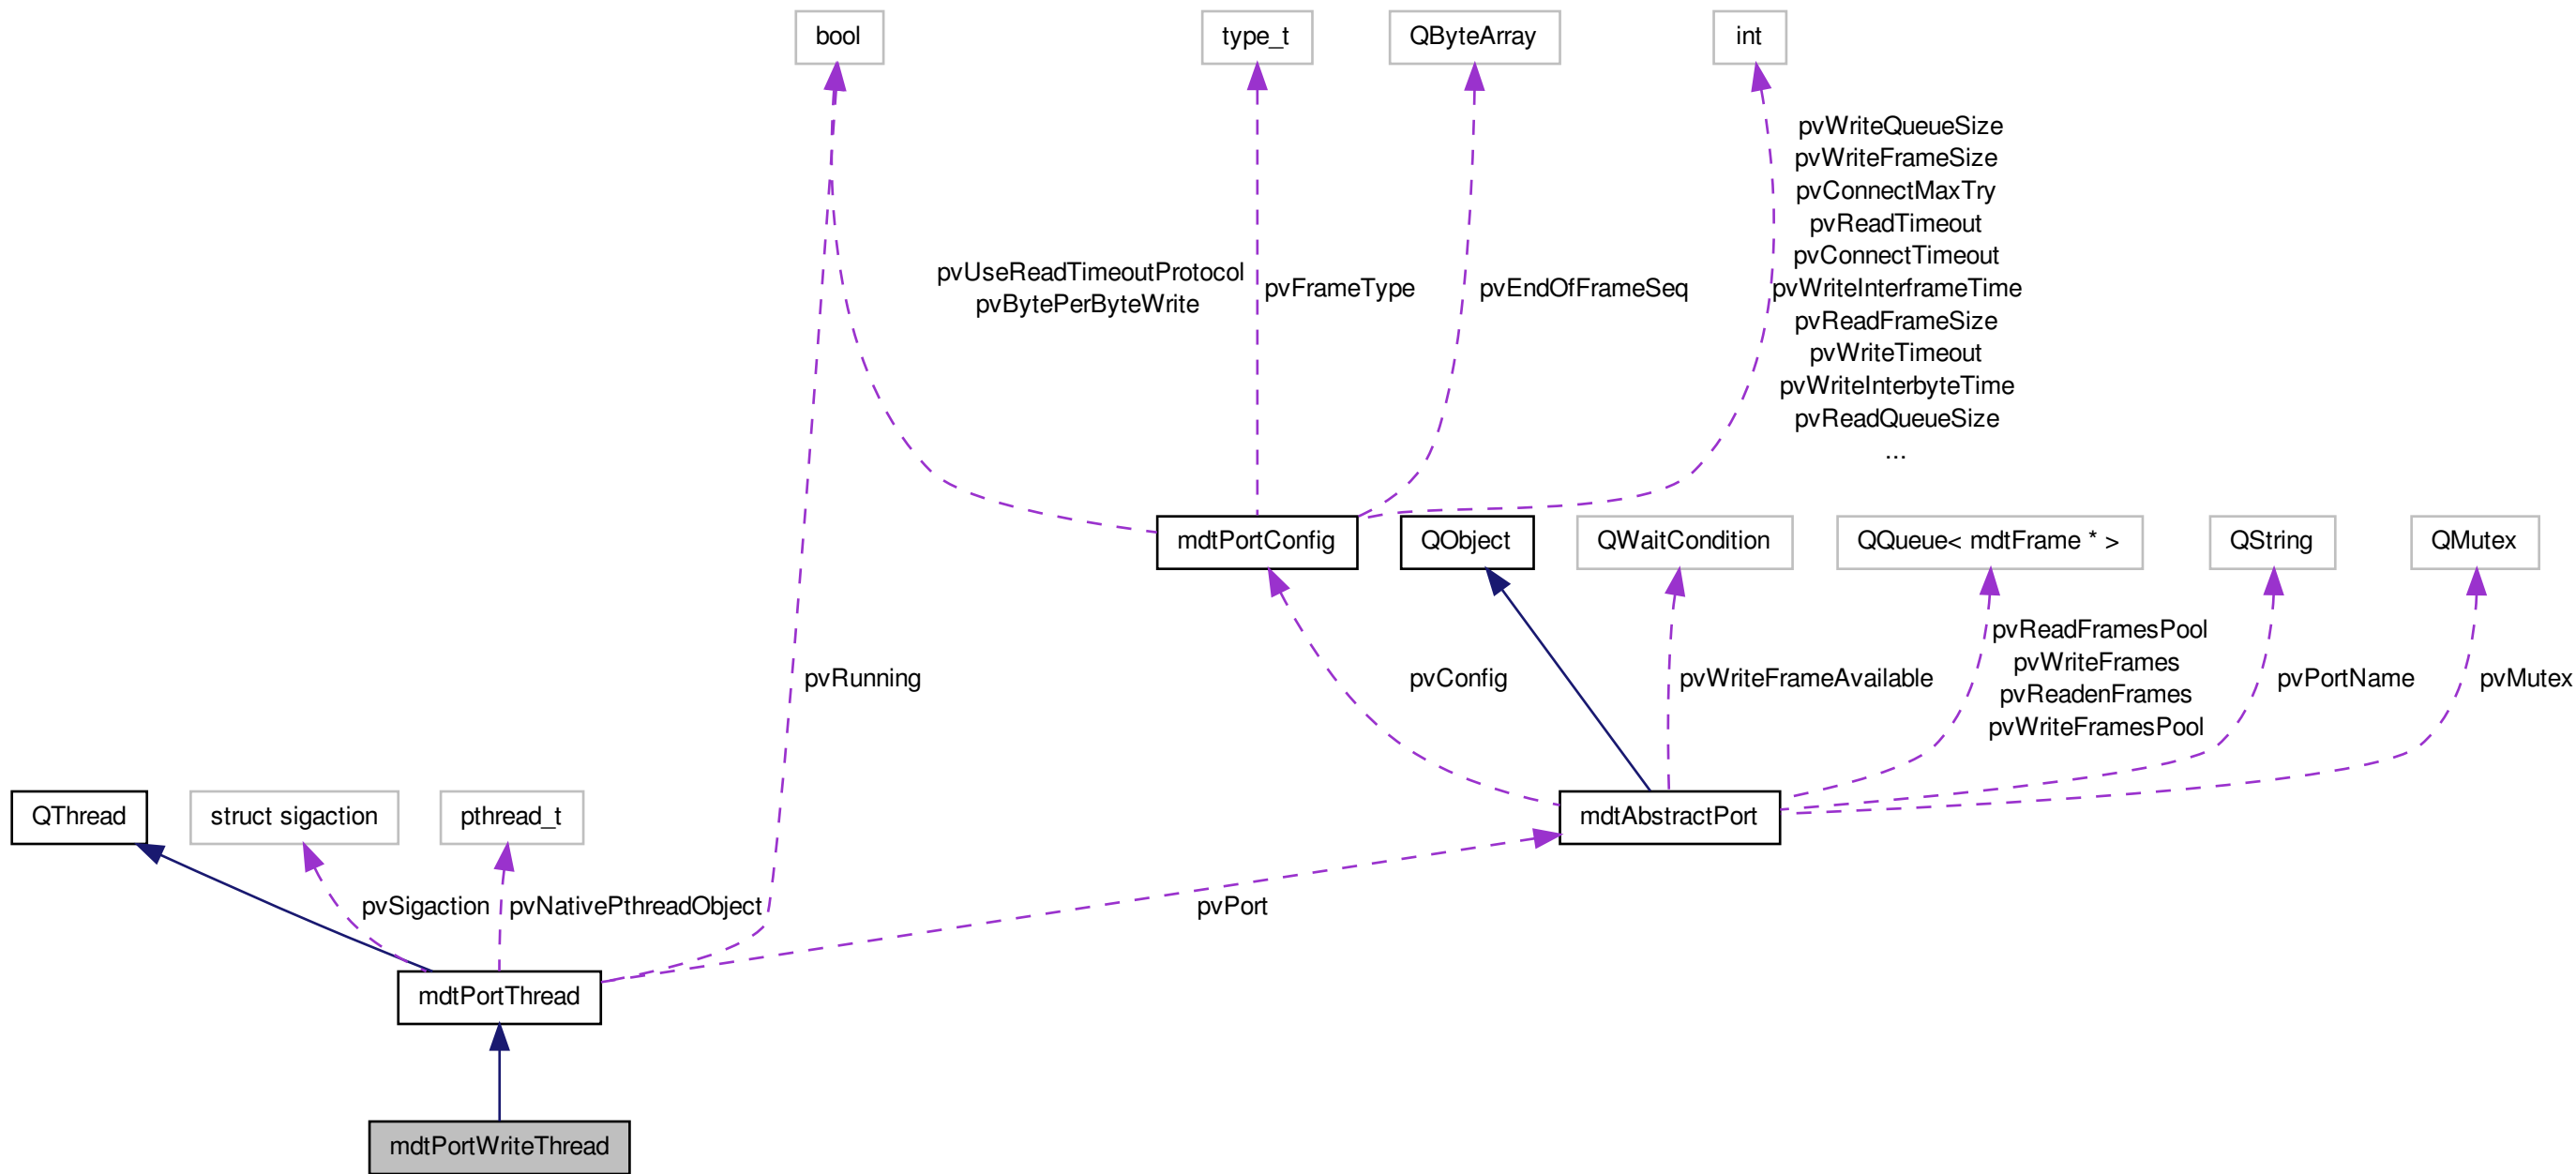 bool
type_t
QByteArray
int
pvWriteQueueSize
pvWriteFrameSize
pvConnectMaxTry
pvReadTimeout
pvConnectTimeout
pvWriteInterframeTime
pvReadFrameSize
pvWriteTimeout
pvWriteInterbyteTime
pvReadQueueSize
...
pvUseReadTimeoutProtocol
pvBytePerByteWrite
pvFrameType
pvEndOfFrameSeq
mdtPortConfig
QObject
QWaitCondition
QQueue< mdtFrame * >
QString
QMutex
pvRunning
pvConfig
pvWriteFrameAvailable
pvReadFramesPool
pvWriteFrames
pvReadenFrames
pvWriteFramesPool
pvPortName
pvMutex
QThread
struct sigaction
pthread_t
mdtAbstractPort
pvSigaction
pvNativePthreadObject
pvPort
mdtPortThread
mdtPortWriteThread